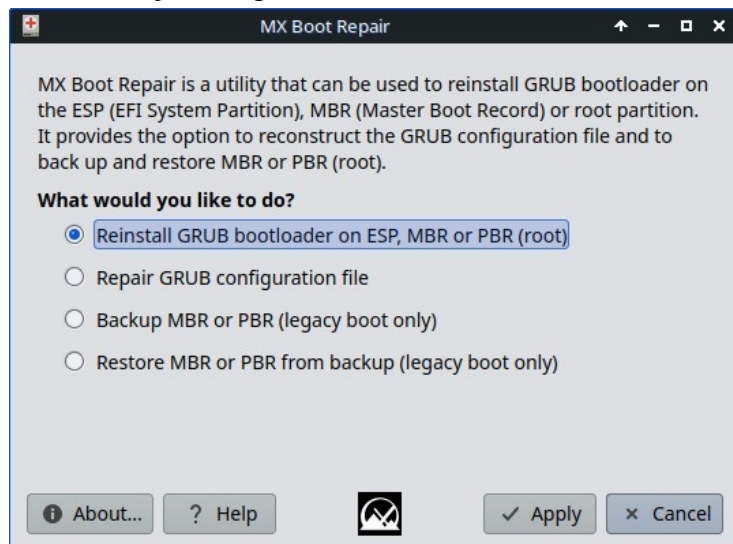 MX Boot Repair
MX Boot Repair is a utility that can be used to reinstall GRUB bootloader on
the ESP (EFI System Partition), MBR (Master Boot Record) or root partition.
It provides the option to reconstruct the GRUB configuration file and to
back up and restore MBR or PBR (root).
What would you like to do?
Reinstall GRUB bootloader on ESP, MBR or PBR (root)
Repair GRUB configuration file
Backup MBR or PBR (legacy boot only)
Restore MBR or PBR from backup (legacy boot only)
About... ? Help Apply Cancel